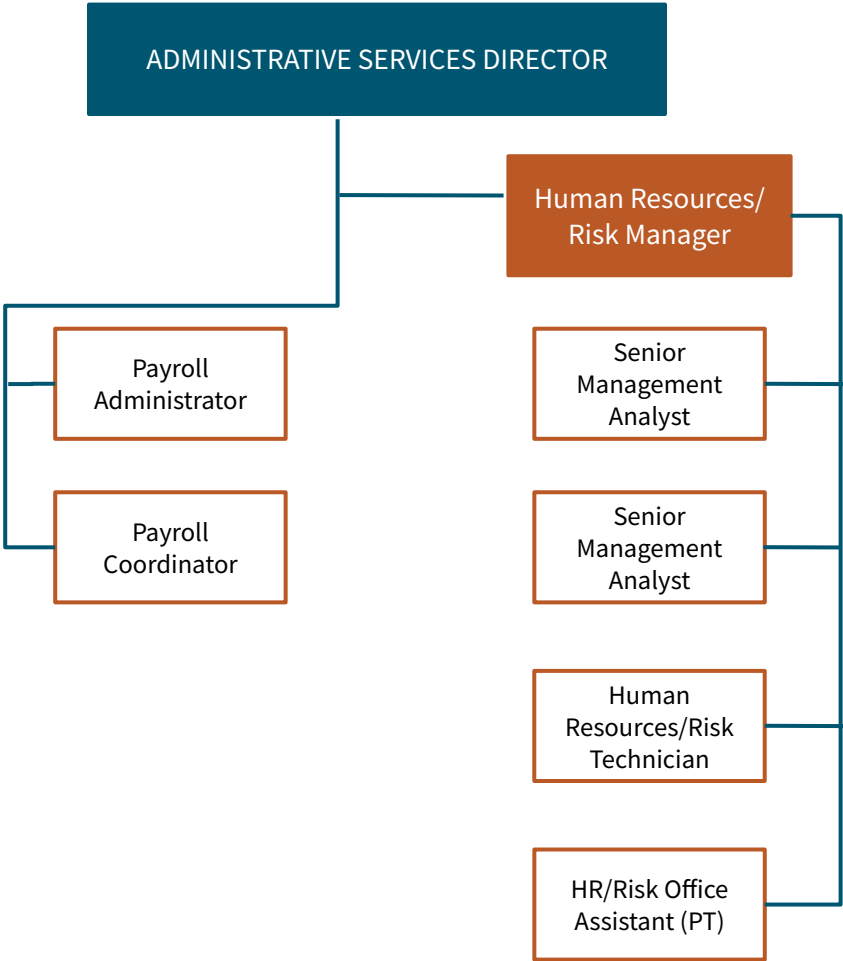 ADMINISTRATIVE SERVICES DIRECTOR
Human Resources/
Risk Manager
Payroll
Administrator
Senior
Management
Analyst
Payroll
Coordinator
Senior
Management
Analyst
Human
Resources/Risk
Technician
HR/Risk Office
Assistant (PT)